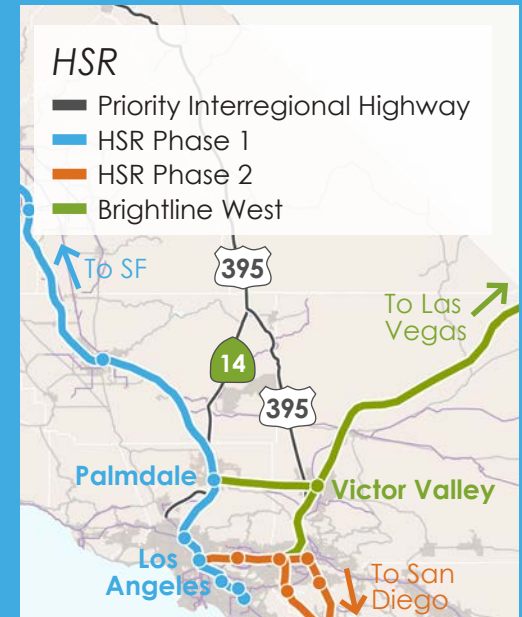 HSR
Priority Interregional Highway
HSR Phase 1
HSR Phase 2
Brightline West
To SF
395
To Las
Vegas
14
395
Palmdale
Victor Valley
Los
Angeles
To San
Diego